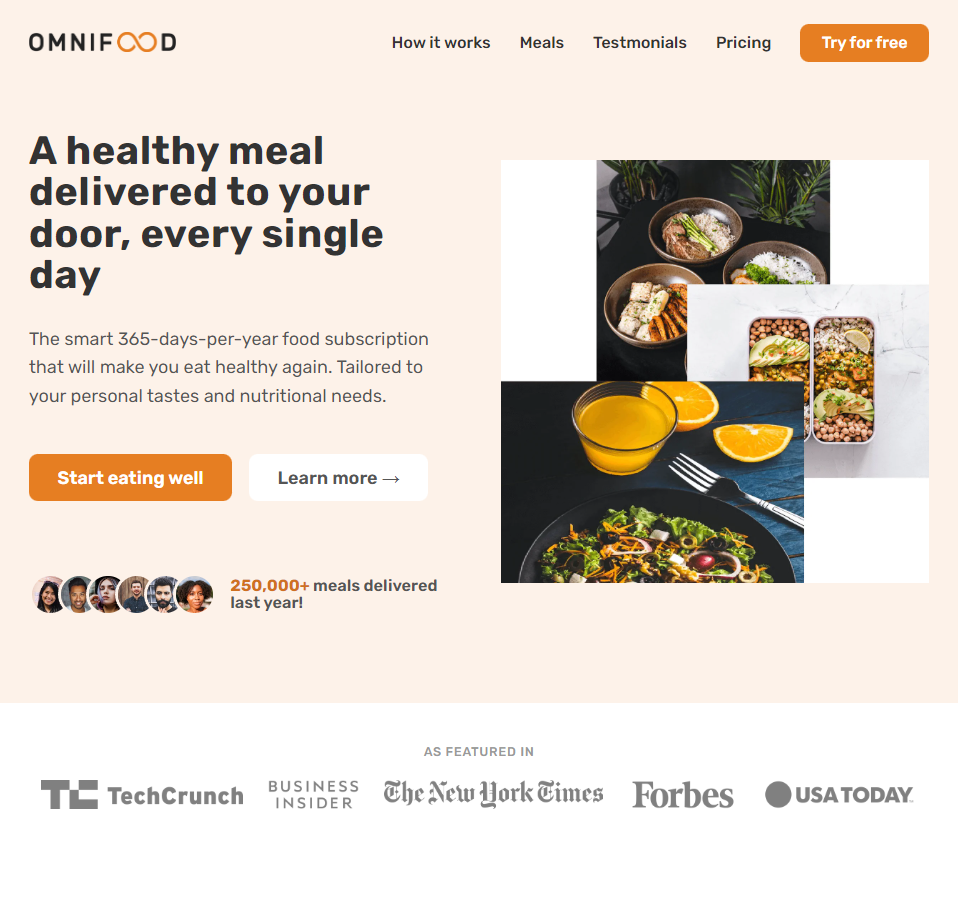 OMNIFOOD
How it works Meals Testimonials Pricing Try for free
A healthy meal
delivered to your
door, every single
day
The smart 365-days-per-year food subscription
that will make you eat healthy again. Tailored to
your personal tastes and nutritional needs.
Start eating well Learn more →
250,000+ meals delivered
last year!
AS FEATURED IN
TC TechCrunch
BUSINESS
INSIDER
The New York Times
Forbes
USA TODAY